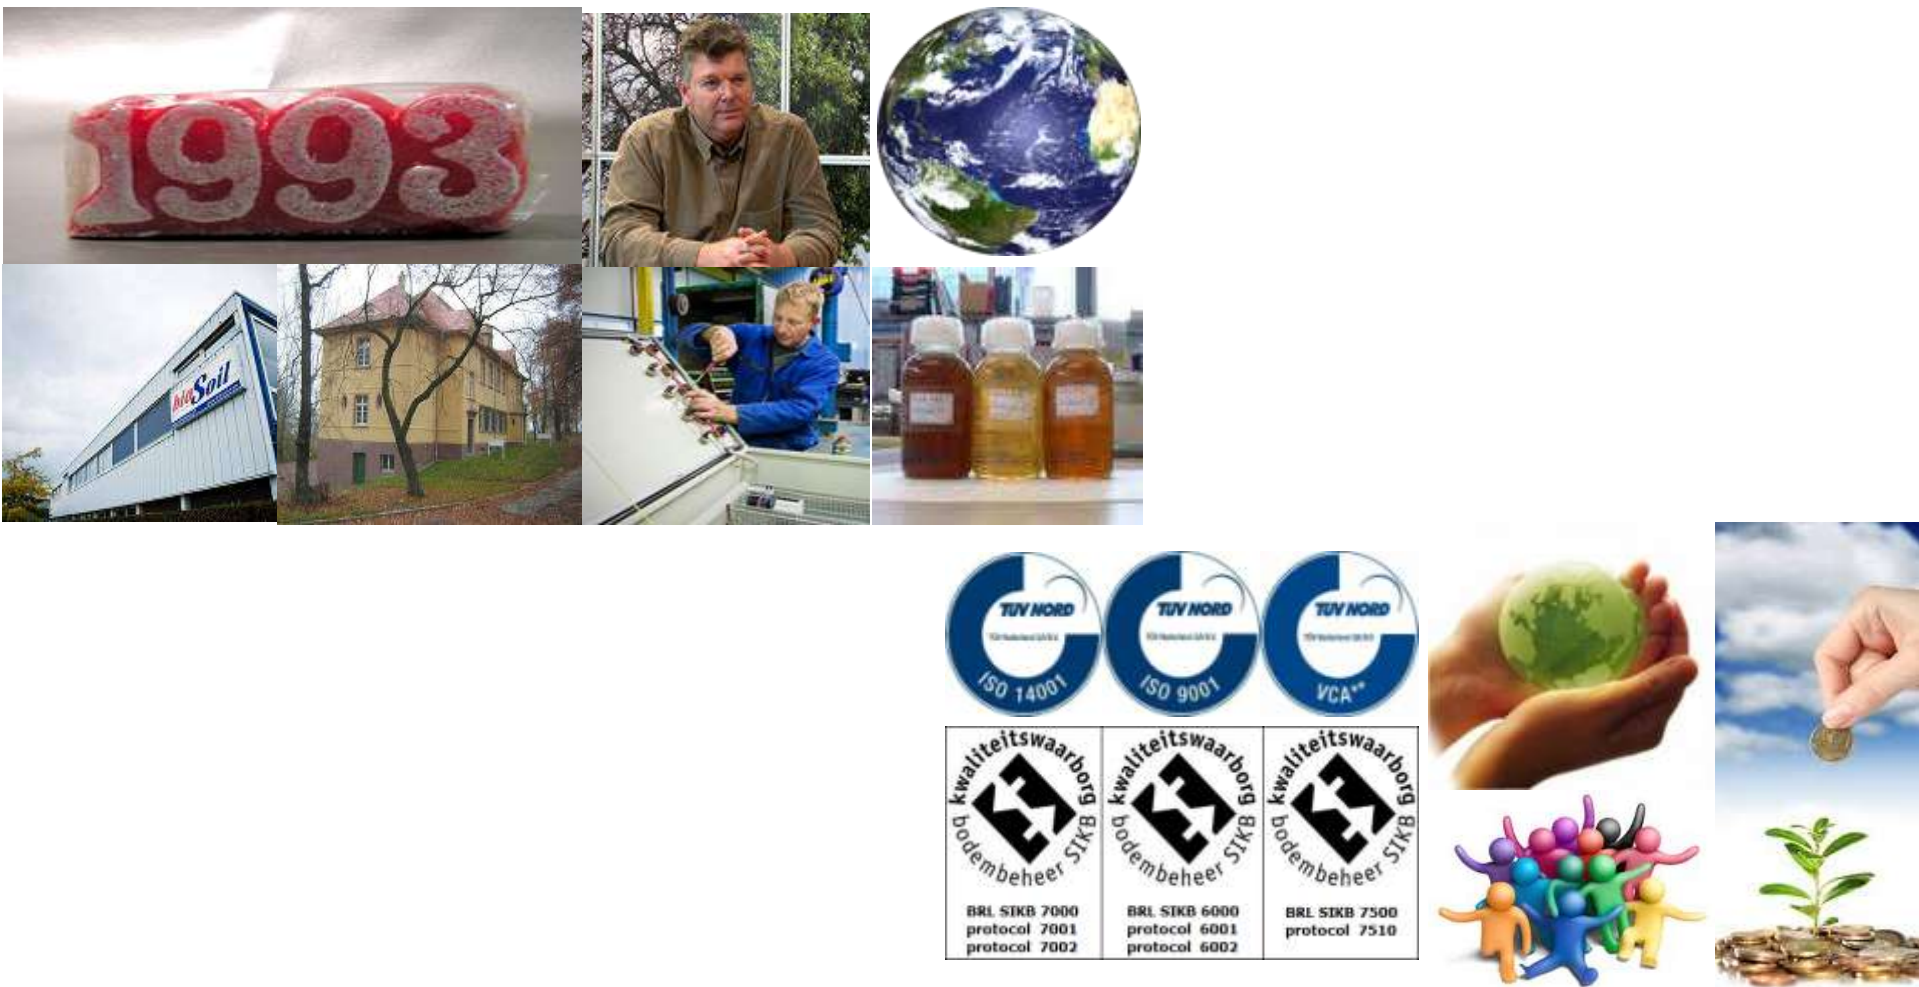 1993
bioSoil
TÜV NORD
ISO 14001
TÜV NORD
ISO 9001
TÜV NORD
VCA**
kwaliteitswaarborg
bodembeheer SIKB
BRL SIKB 7000
protocol 7001
protocol 7002
kwaliteitswaarborg
bodembeheer SIKB
BRL SIKB 6000
protocol 6001
protocol 6002
kwaliteitswaarborg
bodembeheer SIKB
BRL SIKB 7500
protocol 7510